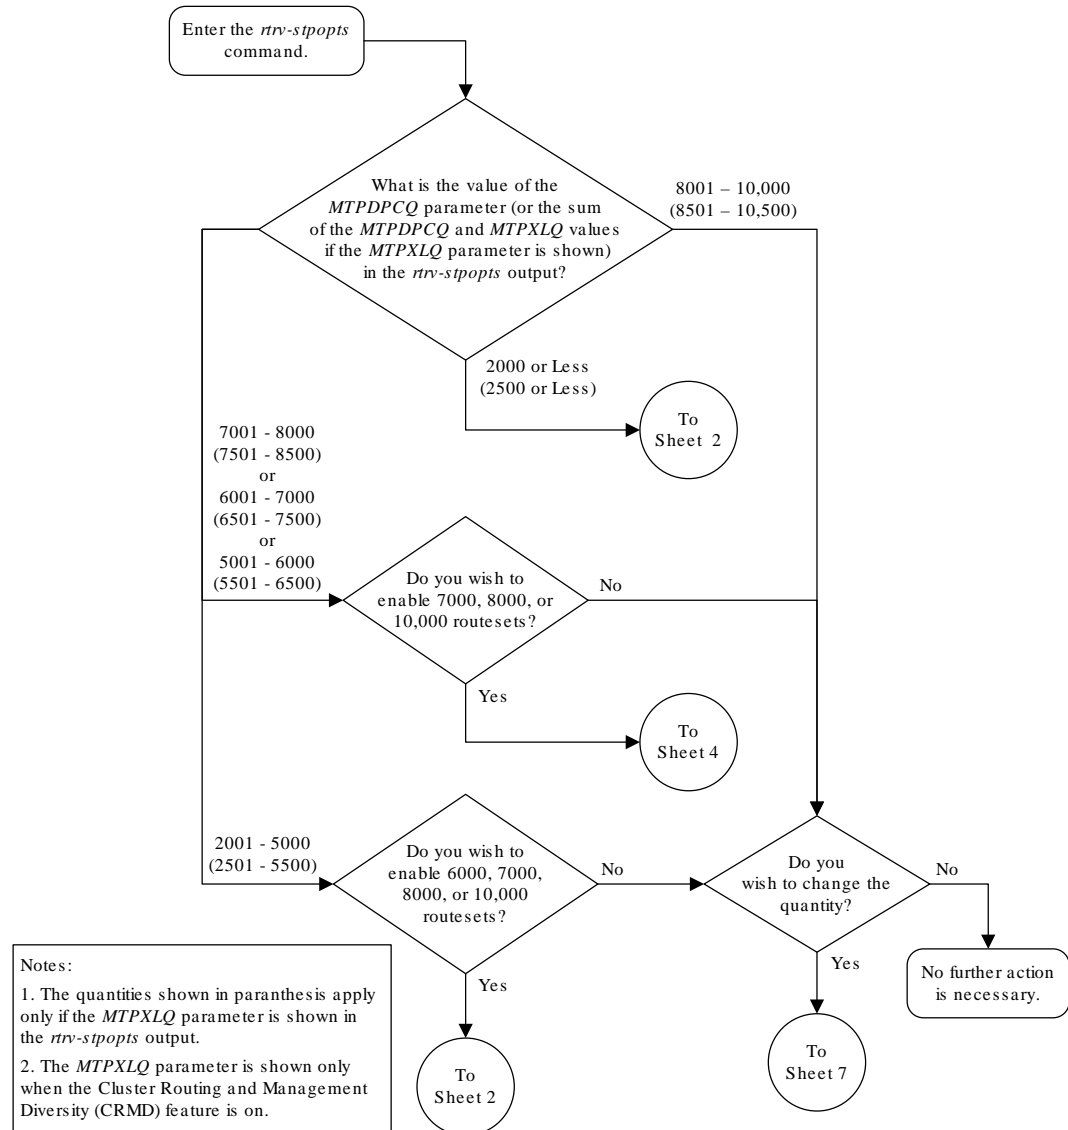 Enter the rtrv-stpopts
command.
What is the value of the
MTPDPCQ parameter (or the sum
of the MTPDPCQ and MTPXLQ values
if the MTPXLQ parameter is shown)
in the rtrv-stpopts output?
8001 – 10,000
(8501 – 10,500)
2000 or Less
(2500 or Less)
To
Sheet 2
7001 - 8000
(7501 - 8500)
or
6001 - 7000
(6501 - 7500)
or
5001 - 6000
(5501 - 6500)
Do you wish to
enable 7000, 8000, or
10,000 routesets?
No
Yes
To
Sheet 4
2001 - 5000
(2501 - 5500)
Do you wish to
enable 6000, 7000,
8000, or 10,000
routesets?
No
Yes
To
Sheet 2
Do you
wish to change the
quantity?
No
Yes
No further action
is necessary.
To
Sheet 7
Notes:
1. The quantities shown in paranthesis apply
only if the MTPXLQ parameter is shown in
the rtrv-stpopts output.
2. The MTPXLQ parameter is shown only
when the Cluster Routing and Management
Diversity (CRMD) feature is on.